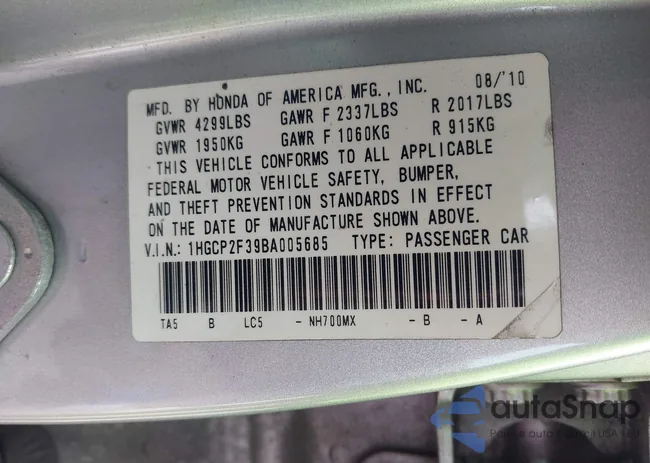 MFD. BY HONDA OF AMERICA MFG., INC. 08/'10
GVWR 4299LBS GAWR F 2337LBS R 2017LBS
GVWR 1950KG GAWR F 1060KG R 915KG
THIS VEHICLE CONFORMS TO ALL APPLICABLE
FEDERAL MOTOR VEHICLE SAFETY, BUMPER,
AND THEFT PREVENTION STANDARDS IN EFFECT
ON THE DATE OF MANUFACTURE SHOWN ABOVE.
V.I.N.: 1HGCP2F39BA005685 TYPE: PASSENGER CAR
TA5 B LC5 - NH700MX - B - A
autaSnap